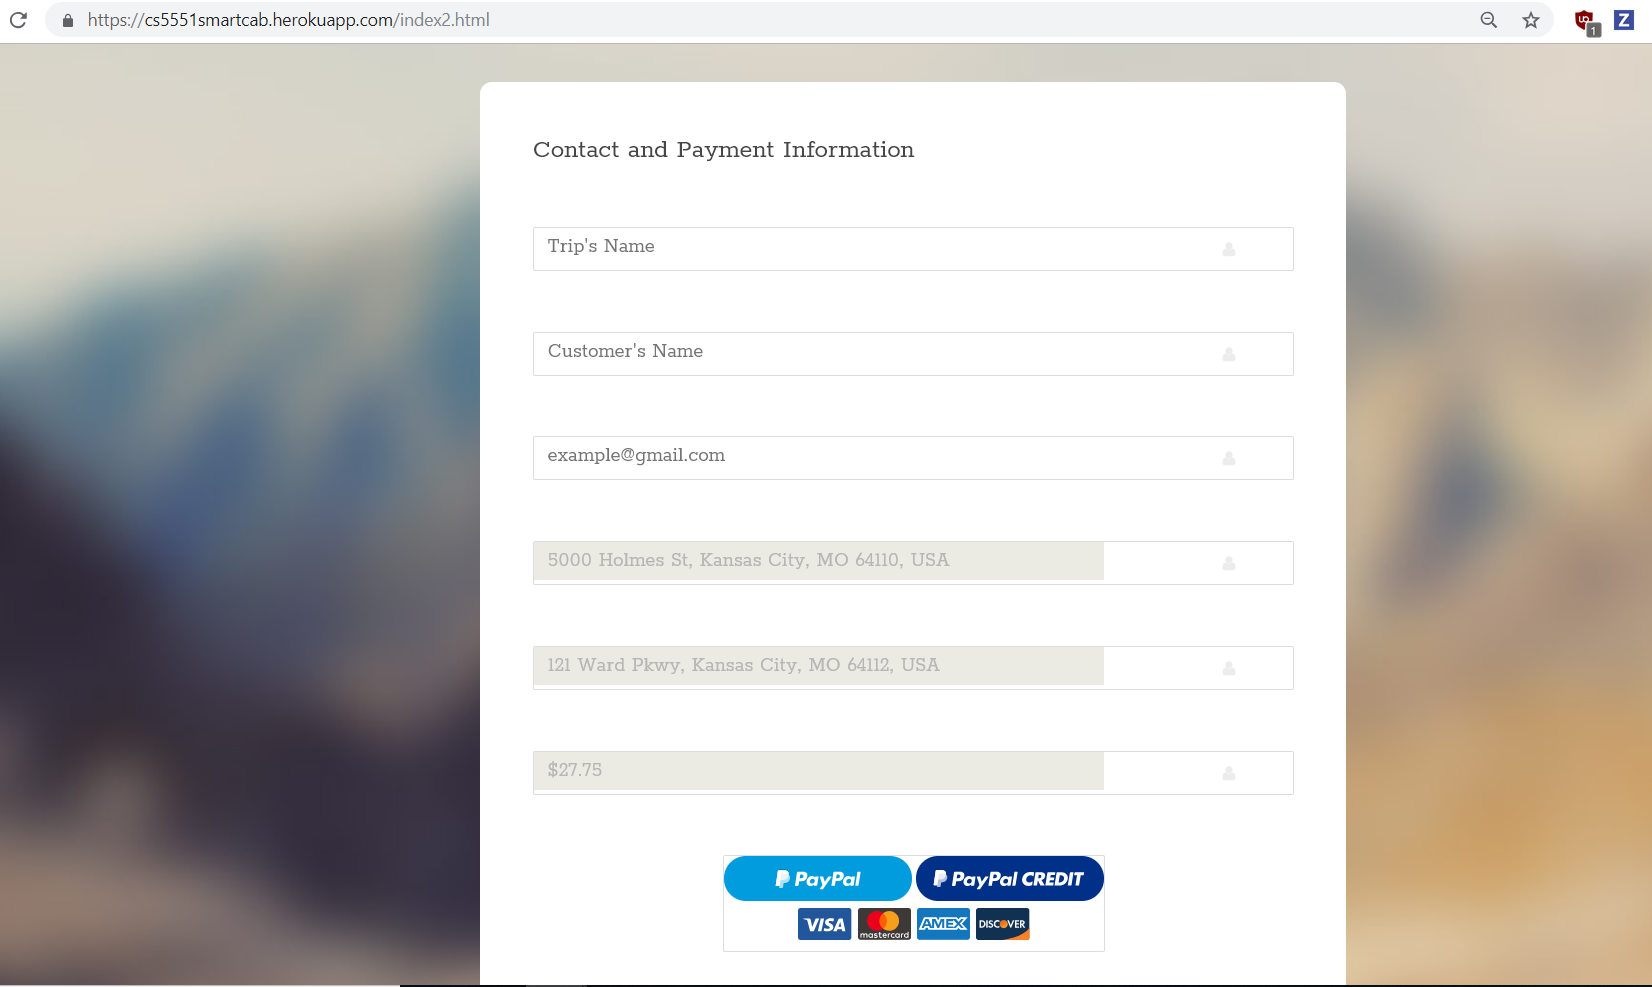 https://cs5551smartcab.herokuapp.com/index2.html
1
Z
Contact and Payment Information
Trip's Name
Customer's Name
example@gmail.com
5000 Holmes St, Kansas City, MO 64110, USA
121 Ward Pkwy, Kansas City, MO 64112, USA
$27.75
PayPal PayPal CREDIT
VISA mastercard AMEX DISCOVER